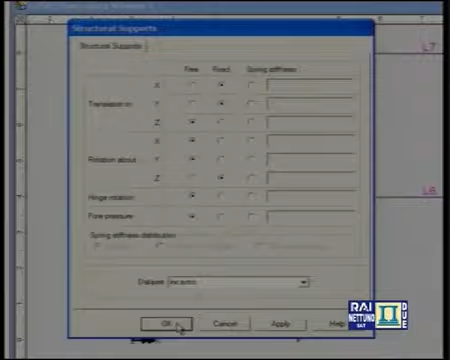 Structural Supports
Structural Supports
Free Fixed Spring stiffness
X
Translation in Y
Z
X
Rotation about Y
Z
Hinge rotation
Pore pressure
Spring stiffness distribution
Dataset
OK Cancel Apply Help
L7
L6
RAI
NETTUNO
SAT
DUE